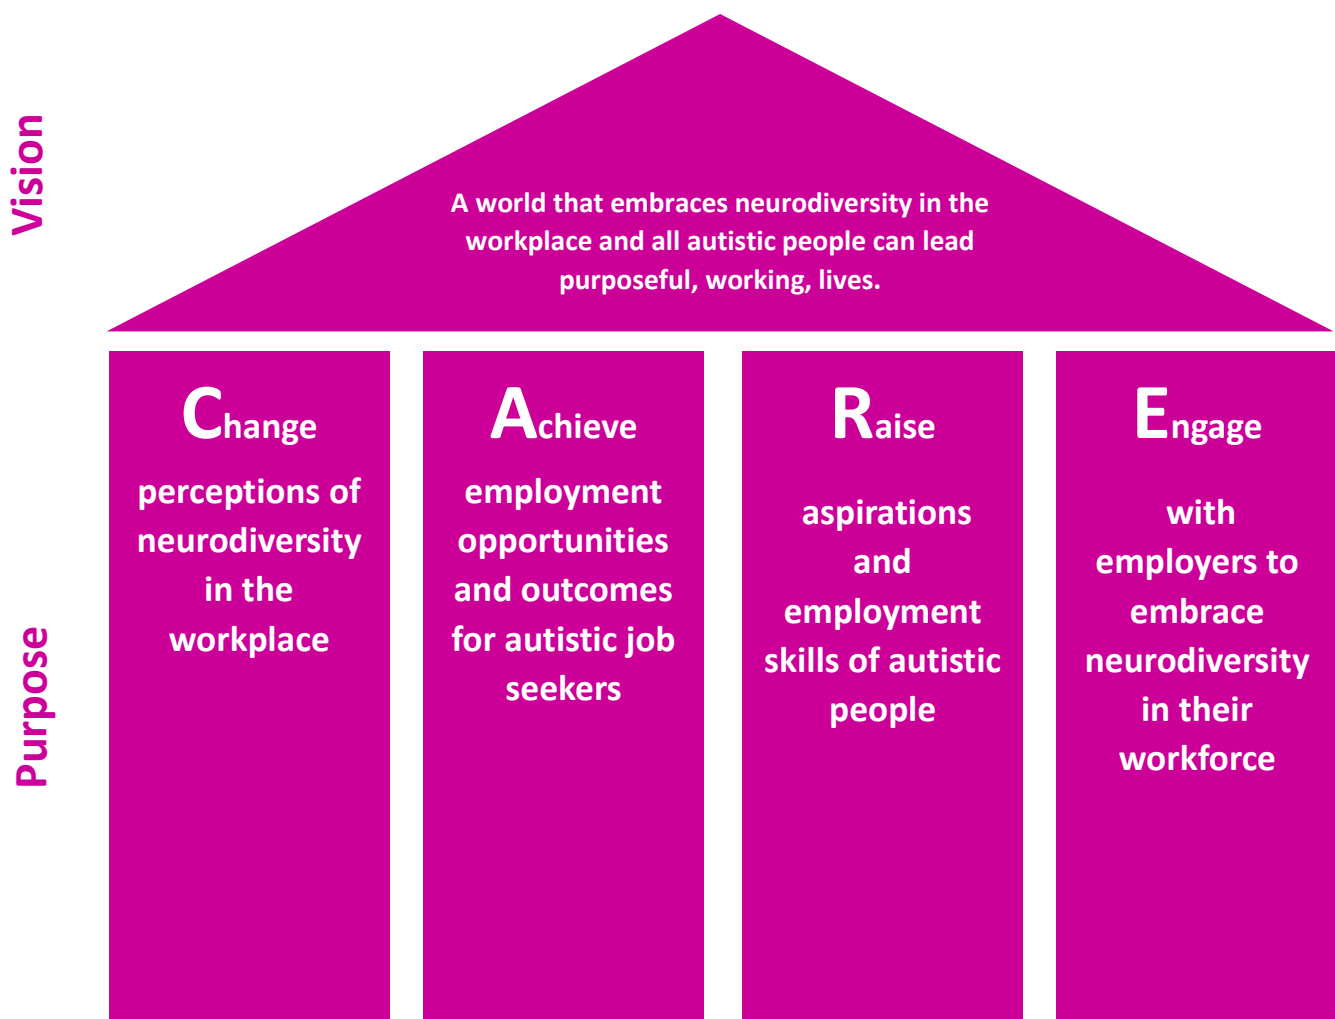 Vision
A world that embraces neurodiversity in the
workplace and all autistic people can lead
purposeful, working, lives.
Purpose
Change
perceptions of
neurodiversity
in the
workplace
Achieve
employment
opportunities
and outcomes
for autistic job
seekers
Raise
aspirations
and
employment
skills of autistic
people
Engage
with
employers to
embrace
neurodiversity
in their
workforce